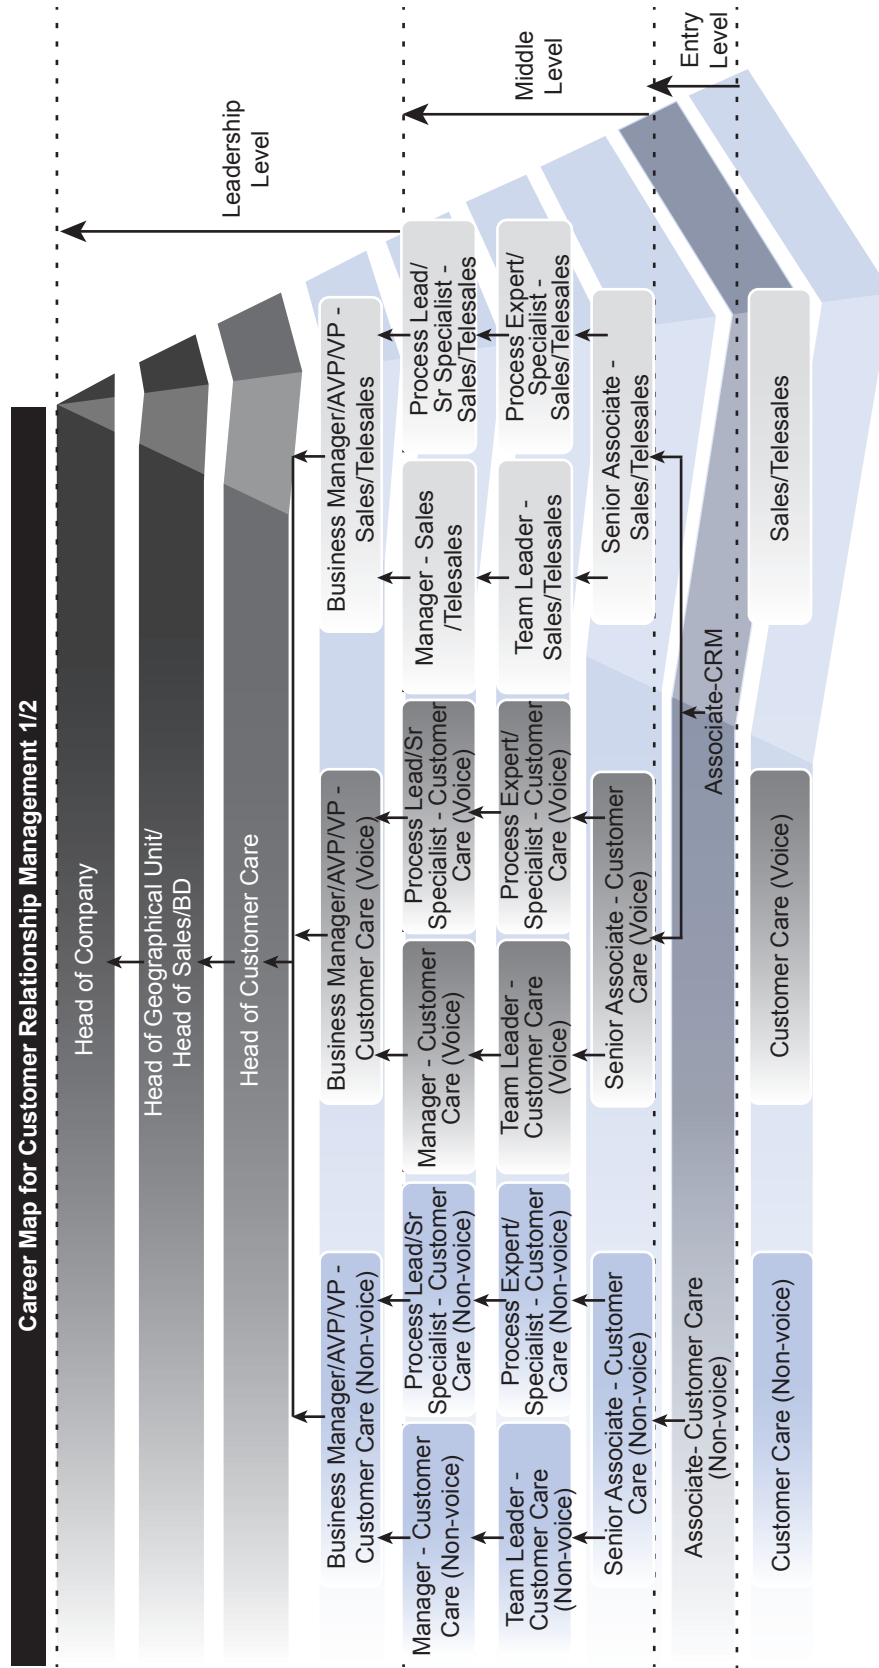 Career Map for Customer Relationship Management 1/2
Leadership
Level
Middle
Level
Entry
Level
Head of Company
Head of Geographical Unit/
Head of Sales/BD
Head of Customer Care
Business Manager/AVP/VP -
Customer Care (Non-voice)
Business Manager/AVP/VP -
Customer Care (Voice)
Business Manager/AVP/VP -
Sales/Telesales
Manager - Customer
Care (Non-voice)
Process Lead/Sr
Specialist - Customer
Care (Non-voice)
Manager - Customer
Care (Voice)
Process Lead/Sr
Specialist - Customer
Care (Voice)
Manager - Sales
/Telesales
Process Lead/
Sr Specialist -
Sales/Telesales
Team Leader -
Customer Care
(Non-voice)
Process Expert/
Specialist - Customer
Care (Non-voice)
Team Leader -
Customer Care
(Voice)
Process Expert/
Specialist - Customer
Care (Voice)
Team Leader -
Sales/Telesales
Process Expert/
Specialist -
Sales/Telesales
Senior Associate - Customer
Care (Non-voice)
Senior Associate - Customer
Care (Voice)
Senior Associate -
Sales/Telesales
Associate- Customer Care
(Non-voice)
Associate-CRM
Customer Care (Non-voice)
Customer Care (Voice)
Sales/Telesales